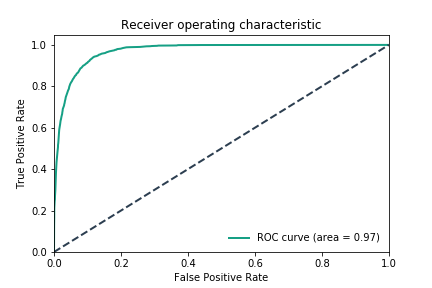 Receiver operating characteristic
True Positive Rate
1.0
0.8
0.6
0.4
0.2
0.0
ROC curve (area = 0.97)
0.0 0.2 0.4 0.6 0.8 1.0
False Positive Rate